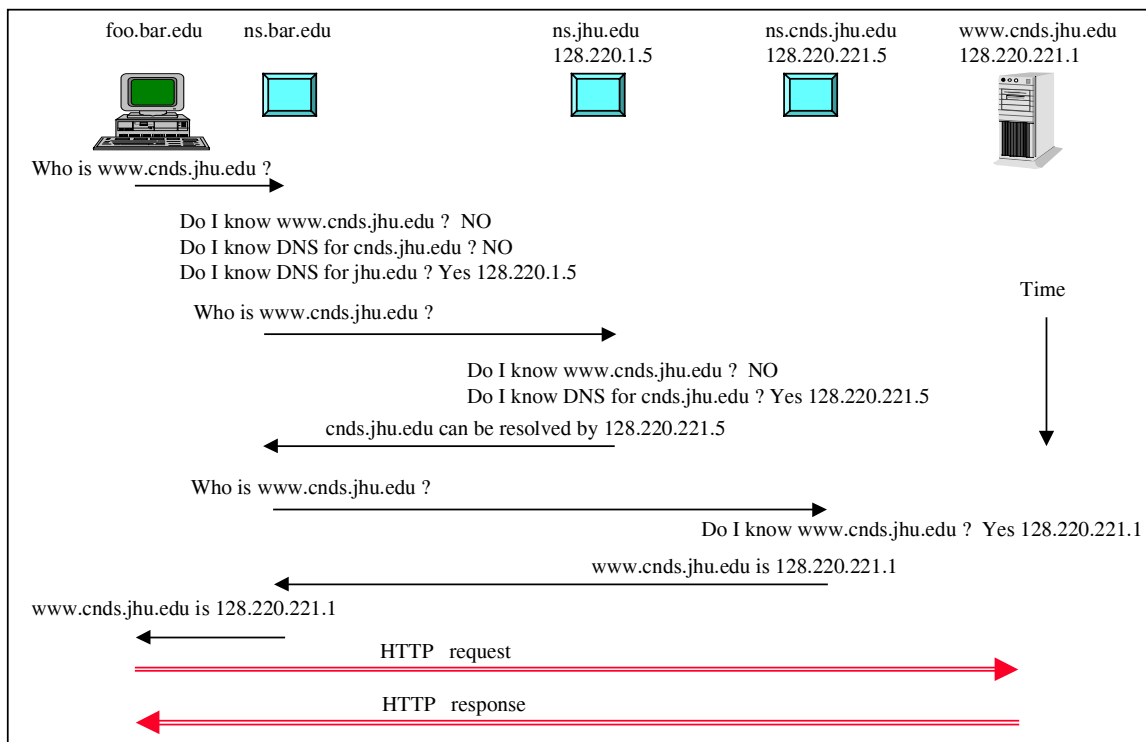 foo.bar.edu
ns.bar.edu
ns.jhu.edu
128.220.1.5
ns.cnds.jhu.edu
128.220.221.5
www.cnds.jhu.edu
128.220.221.1
Who is www.cnds.jhu.edu ?
Do I know www.cnds.jhu.edu ? NO
Do I know DNS for cnds.jhu.edu ? NO
Do I know DNS for jhu.edu ? Yes 128.220.1.5
Time
Who is www.cnds.jhu.edu ?
Do I know www.cnds.jhu.edu ? NO
Do I know DNS for cnds.jhu.edu ? Yes 128.220.221.5
cnds.jhu.edu can be resolved by 128.220.221.5
Who is www.cnds.jhu.edu ?
Do I know www.cnds.jhu.edu ? Yes 128.220.221.1
www.cnds.jhu.edu is 128.220.221.1
www.cnds.jhu.edu is 128.220.221.1
HTTP request
HTTP response